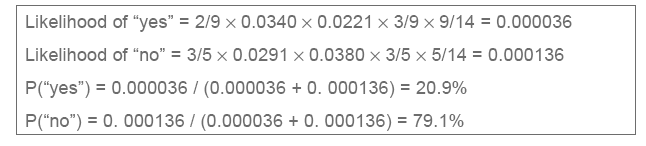 Likelihood of “yes” = 2/9 × 0.0340 × 0.0221 × 3/9 × 9/14 = 0.000036
Likelihood of “no” = 3/5 × 0.0291 × 0.0380 × 3/5 × 5/14 = 0.000136
P(“yes”) = 0.000036 / (0.000036 + 0. 000136) = 20.9%
P(“no”) = 0. 000136 / (0.000036 + 0. 000136) = 79.1%